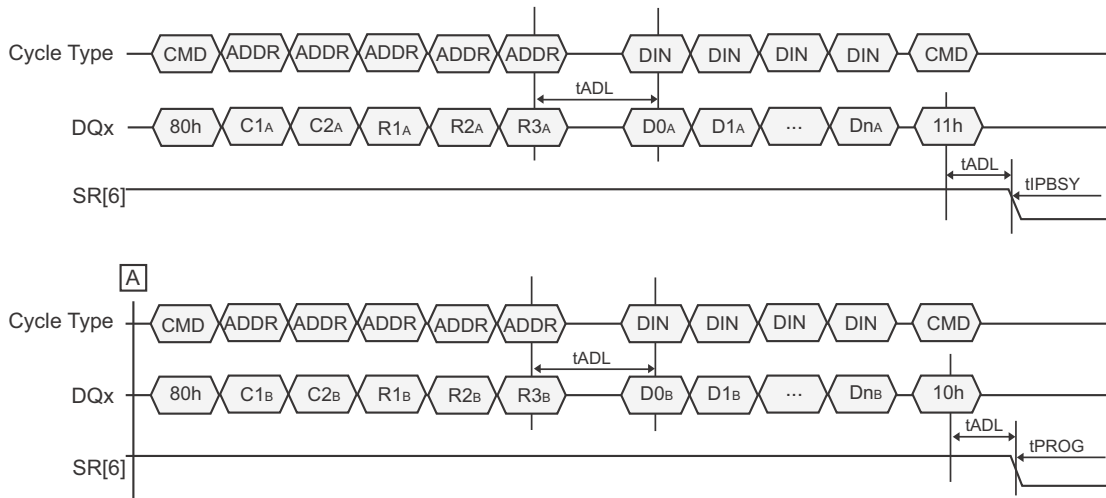 Cycle Type CMD ADDR ADDR ADDR ADDR ADDR DIN DIN DIN DIN CMD
tADL
DQx 80h C1A C2A R1A R2A R3A D0A D1A ... DnA 11h
tADL
SR[6] tIPBSY
A
Cycle Type CMD ADDR ADDR ADDR ADDR ADDR DIN DIN DIN DIN CMD
tADL
DQx 80h C1B C2B R1B R2B R3B D0B D1B ... DnB 10h
tADL
SR[6] tPROG